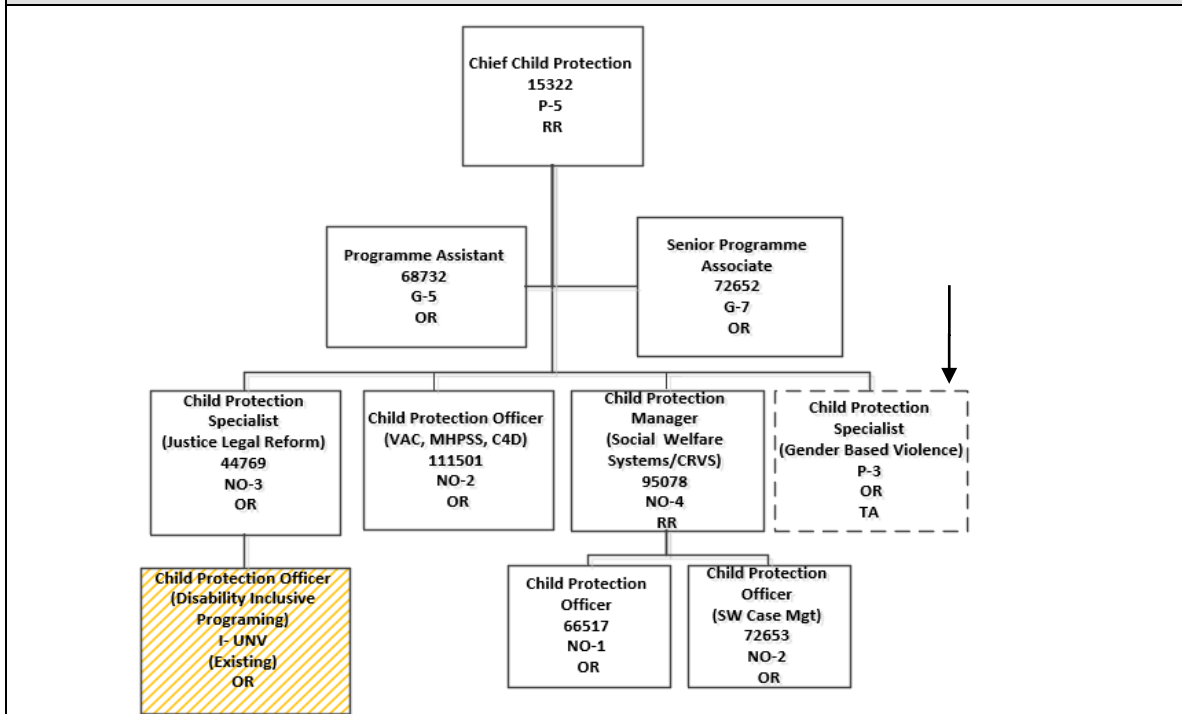 Chief Child Protection
15322
P-5
RR
Programme Assistant
68732
G-5
OR
Senior Programme
Associate
72652
G-7
OR
Child Protection
Specialist
(Justice Legal Reform)
44769
NO-3
OR
Child Protection Officer
(VAC, MHPSS, C4D)
111501
NO-2
OR
Child Protection
Manager
(Social Welfare
Systems/CRVS)
95078
NO-4
RR
Child Protection
Specialist
(Gender Based Violence)
P-3
OR
TA
Child Protection Officer
(Disability Inclusive
Programing)
I- UNV
(Existing)
OR
Child Protection
Officer
66517
NO-1
OR
Child Protection
Officer
(SW Case Mgt)
72653
NO-2
OR